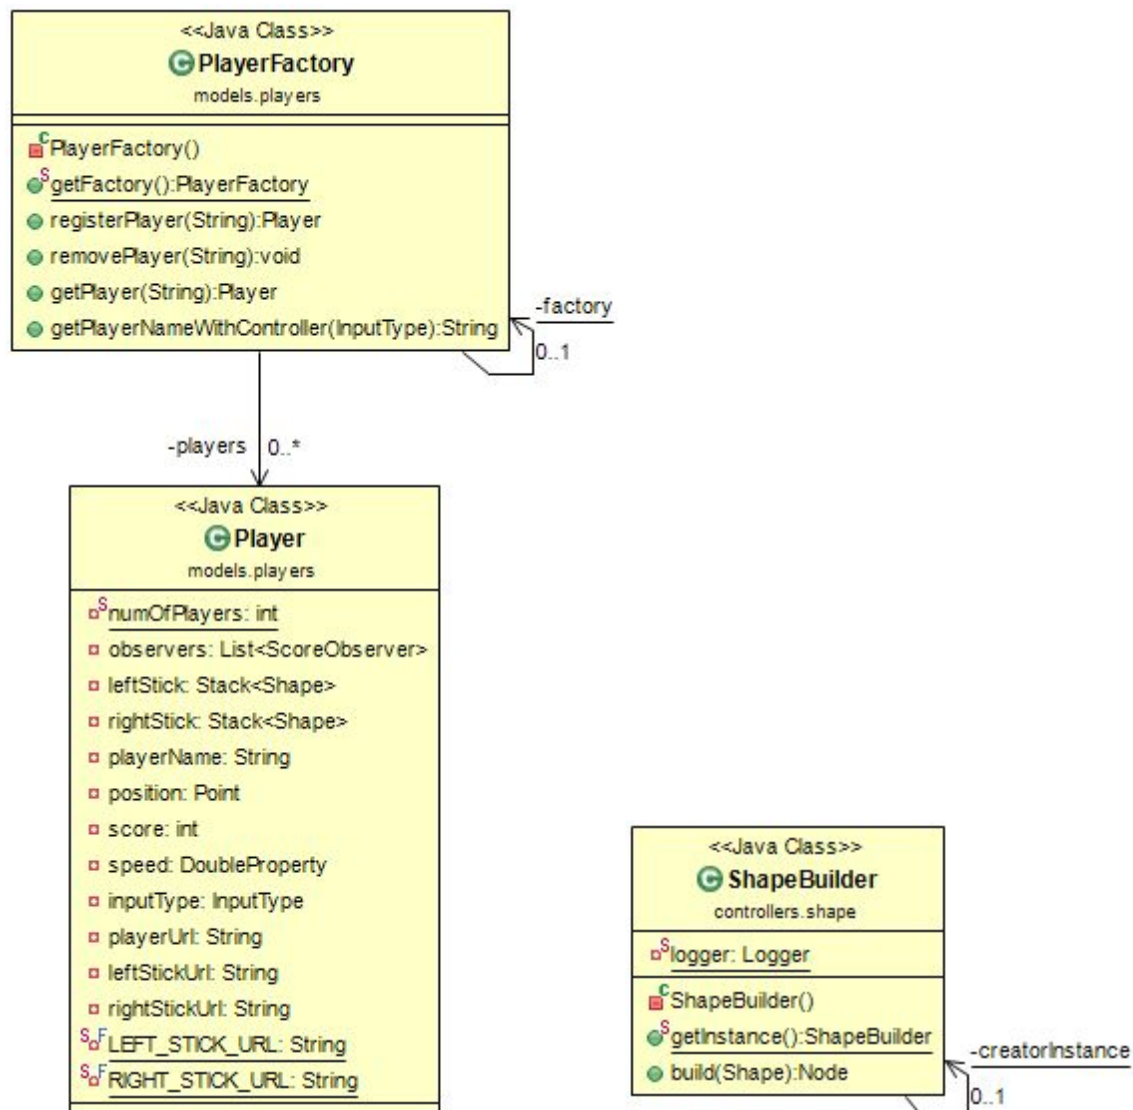 <<Java Class>>
PlayerFactory
models.players
PlayerFactory()
getFactory():PlayerFactory
registerPlayer(String):Player
removePlayer(String):void
getPlayer(String):Player
getPlayerNameWithController(InputType):String
-factory
0..1
-players 0..*
<<Java Class>>
Player
models.players
numOfPlayers: int
observers: List<ScoreObserver>
leftStick: Stack<Shape>
rightStick: Stack<Shape>
playerName: String
position: Point
score: int
speed: DoubleProperty
inputType: InputType
playerUrl: String
leftStickUrl: String
rightStickUrl: String
LEFT_STICK_URL: String
RIGHT_STICK_URL: String
<<Java Class>>
ShapeBuilder
controllers.shape
logger: Logger
ShapeBuilder()
getInstance():ShapeBuilder
build(Shape):Node
-creatorInstance
0..1